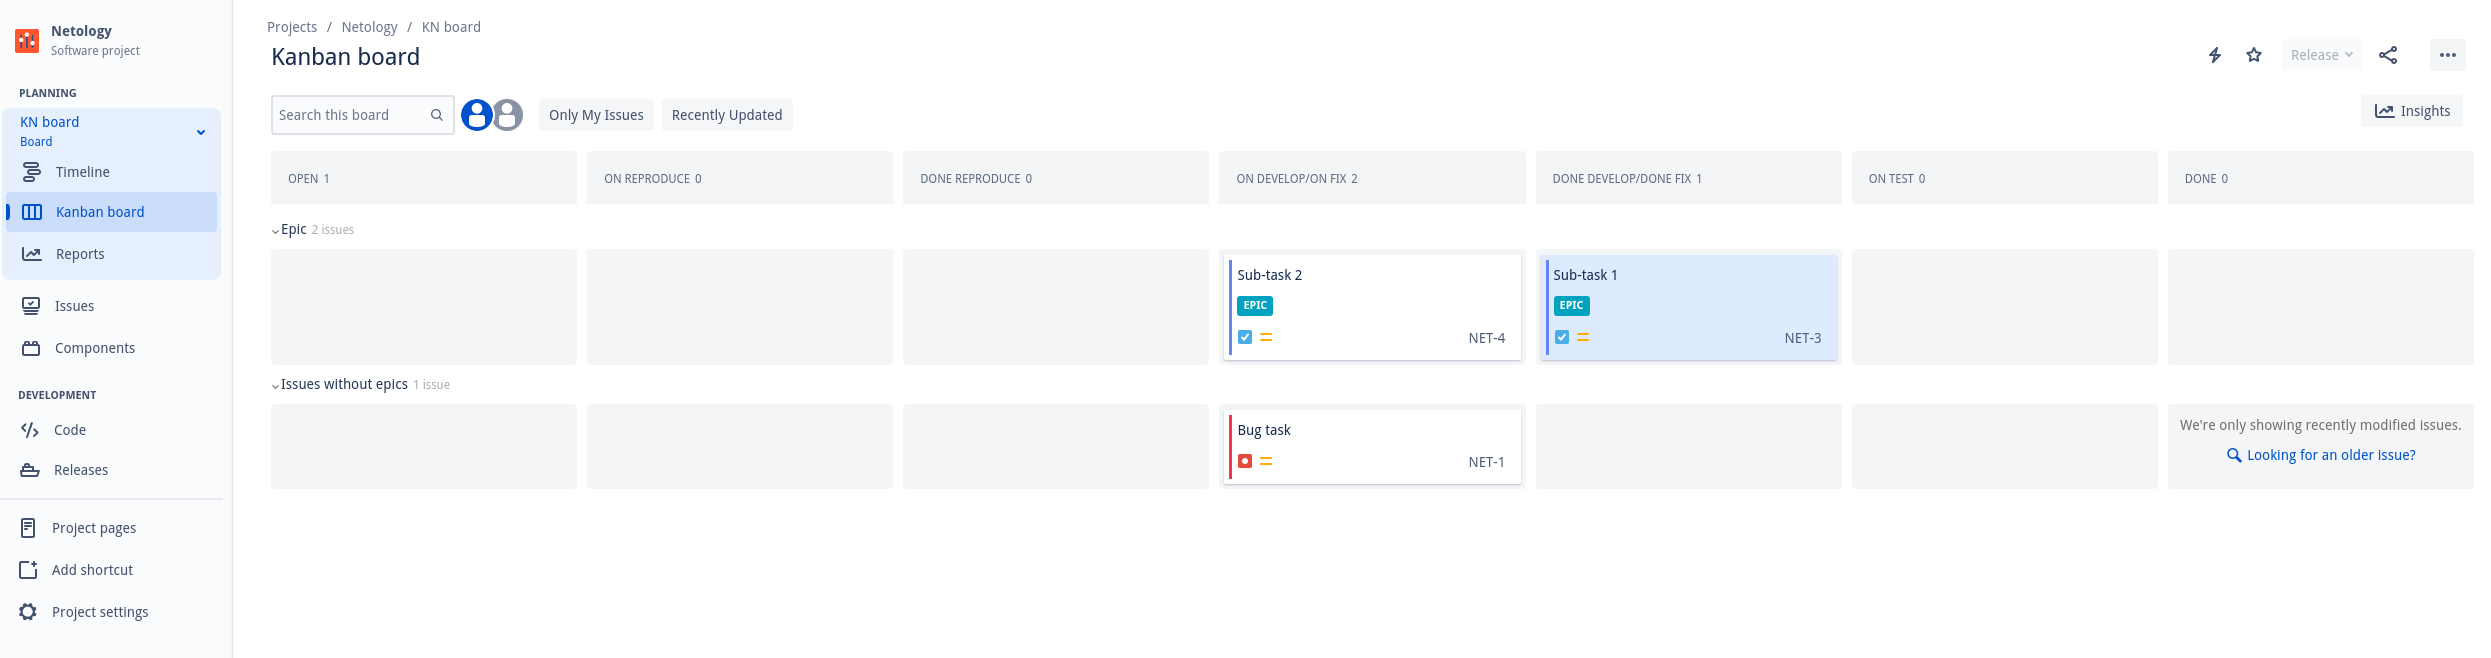 Netology
Software project
PLANNING
KN board
Board
Timeline
Kanban board
Reports
Issues
Components
DEVELOPMENT
Code
Releases
Project pages
Add shortcut
Project settings
Projects / Netology / KN board
Kanban board
Release
Search this board
Only My Issues
Recently Updated
Insights
OPEN 1
ON REPRODUCE 0
DONE REPRODUCE 0
ON DEVELOP/ON FIX 2
DONE DEVELOP/DONE FIX 1
ON TEST 0
DONE 0
Epic 2 issues
Sub-task 2
EPIC
NET-4
Sub-task 1
EPIC
NET-3
Issues without epics 1 issue
Bug task
NET-1
We're only showing recently modified issues.
Looking for an older issue?